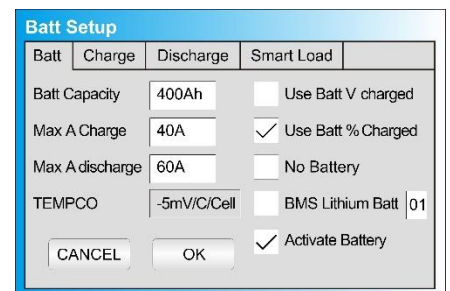 Batt Setup
Batt Charge Discharge Smart Load
Batt Capacity 400Ah Use Batt V charged
Max A Charge 40A Use Batt % Charged
Max A discharge 60A No Battery
TEMPCO -5mV/C/Cell BMS Lithium Batt 01
Activate Battery
CANCEL OK